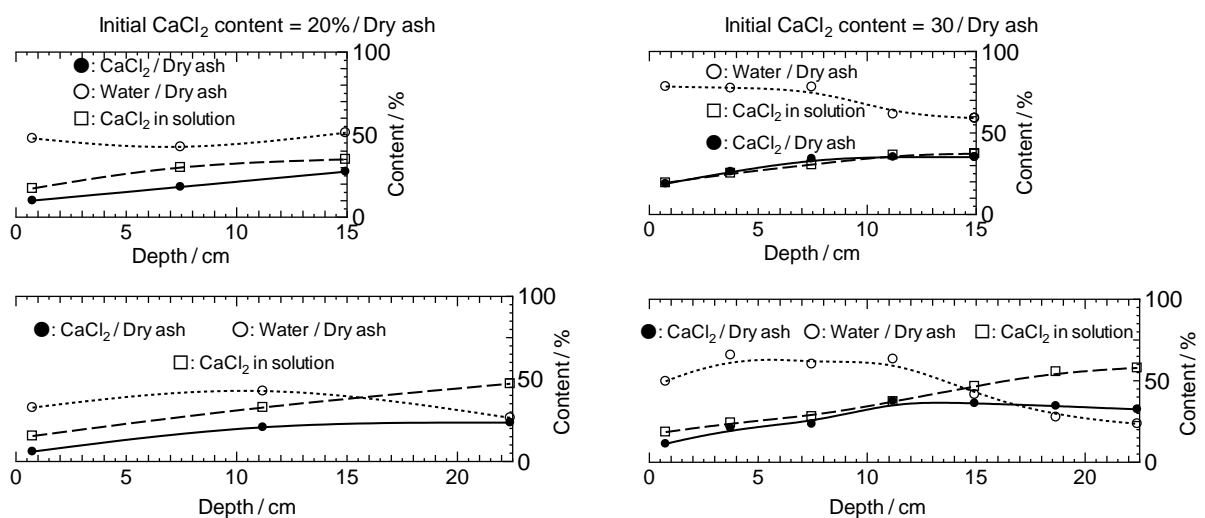 Initial CaCl₂ content = 20% / Dry ash
100
●: CaCl₂ / Dry ash
○: Water / Dry ash
□: CaCl₂ in solution
50
Content / %
0
0 5 10 15
Depth / cm
Initial CaCl₂ content = 30 / Dry ash
100
○: Water / Dry ash
□: CaCl₂ in solution
●: CaCl₂ / Dry ash
50
Content / %
0
0 5 10 15
Depth / cm
100
●: CaCl₂ / Dry ash ○: Water / Dry ash
□: CaCl₂ in solution
50
Content / %
0
0 5 10 15 20
Depth / cm
100
●: CaCl₂ / Dry ash ○: Water / Dry ash □: CaCl₂ in solution
50
Content / %
0
0 5 10 15 20
Depth / cm